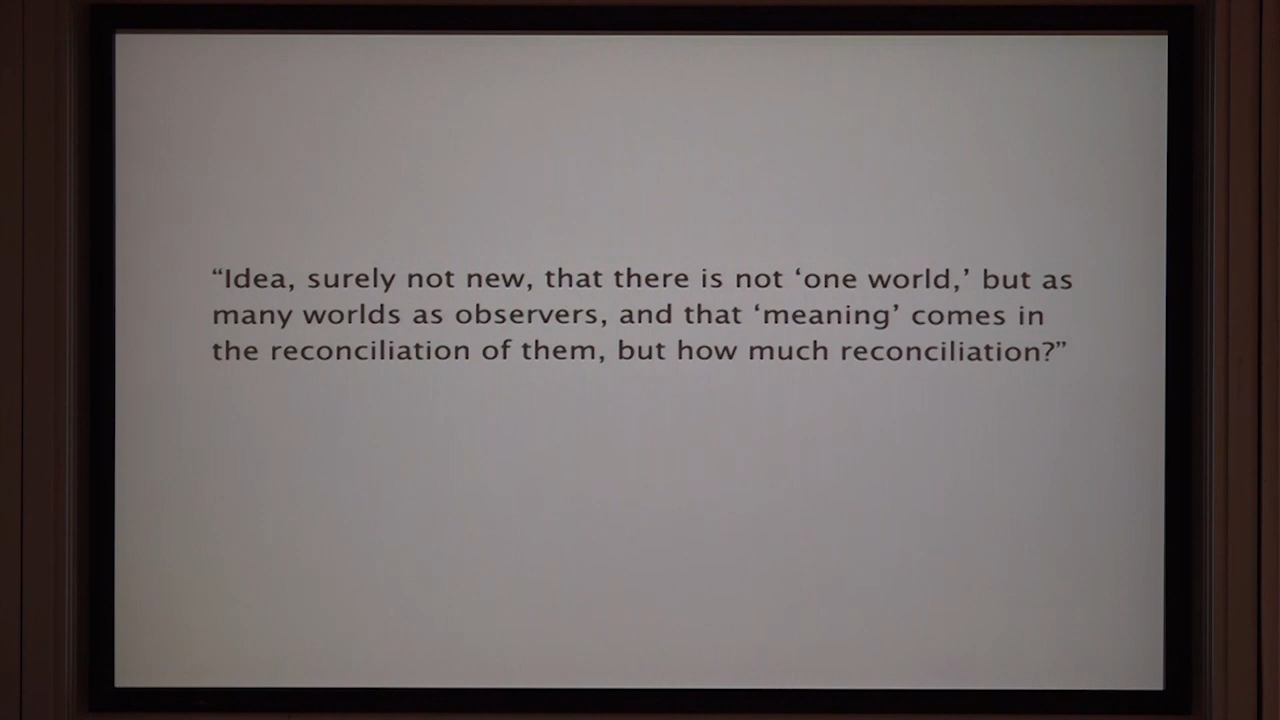 “Idea, surely not new, that there is not ‘one world,’ but as
many worlds as observers, and that ‘meaning’ comes in
the reconciliation of them, but how much reconciliation?”